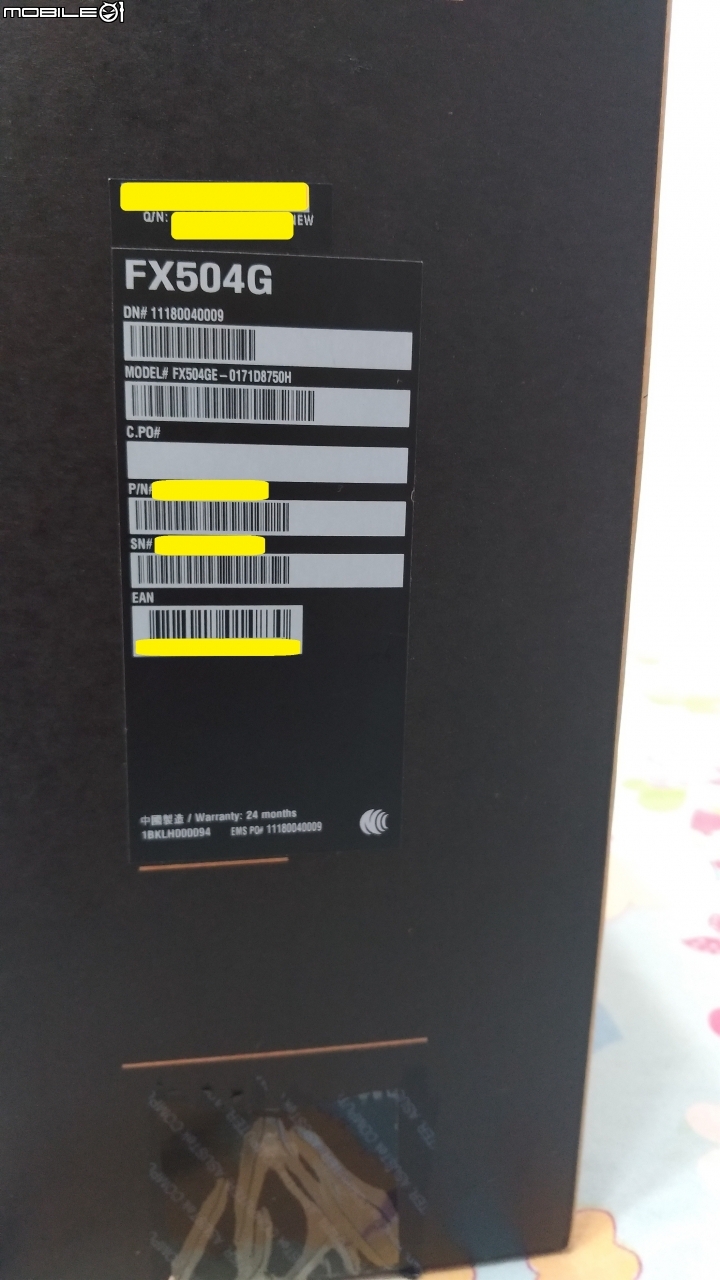 MOBILE01
Q/N:
IEW
FX504G
DN# 11180040009
MODEL# FX504GE-0171D8750H
C.PO#
P/N#
SN#
EAN
中國製造 / Warranty: 24 months
1BKLHD00094 EMS PO# 11180040009